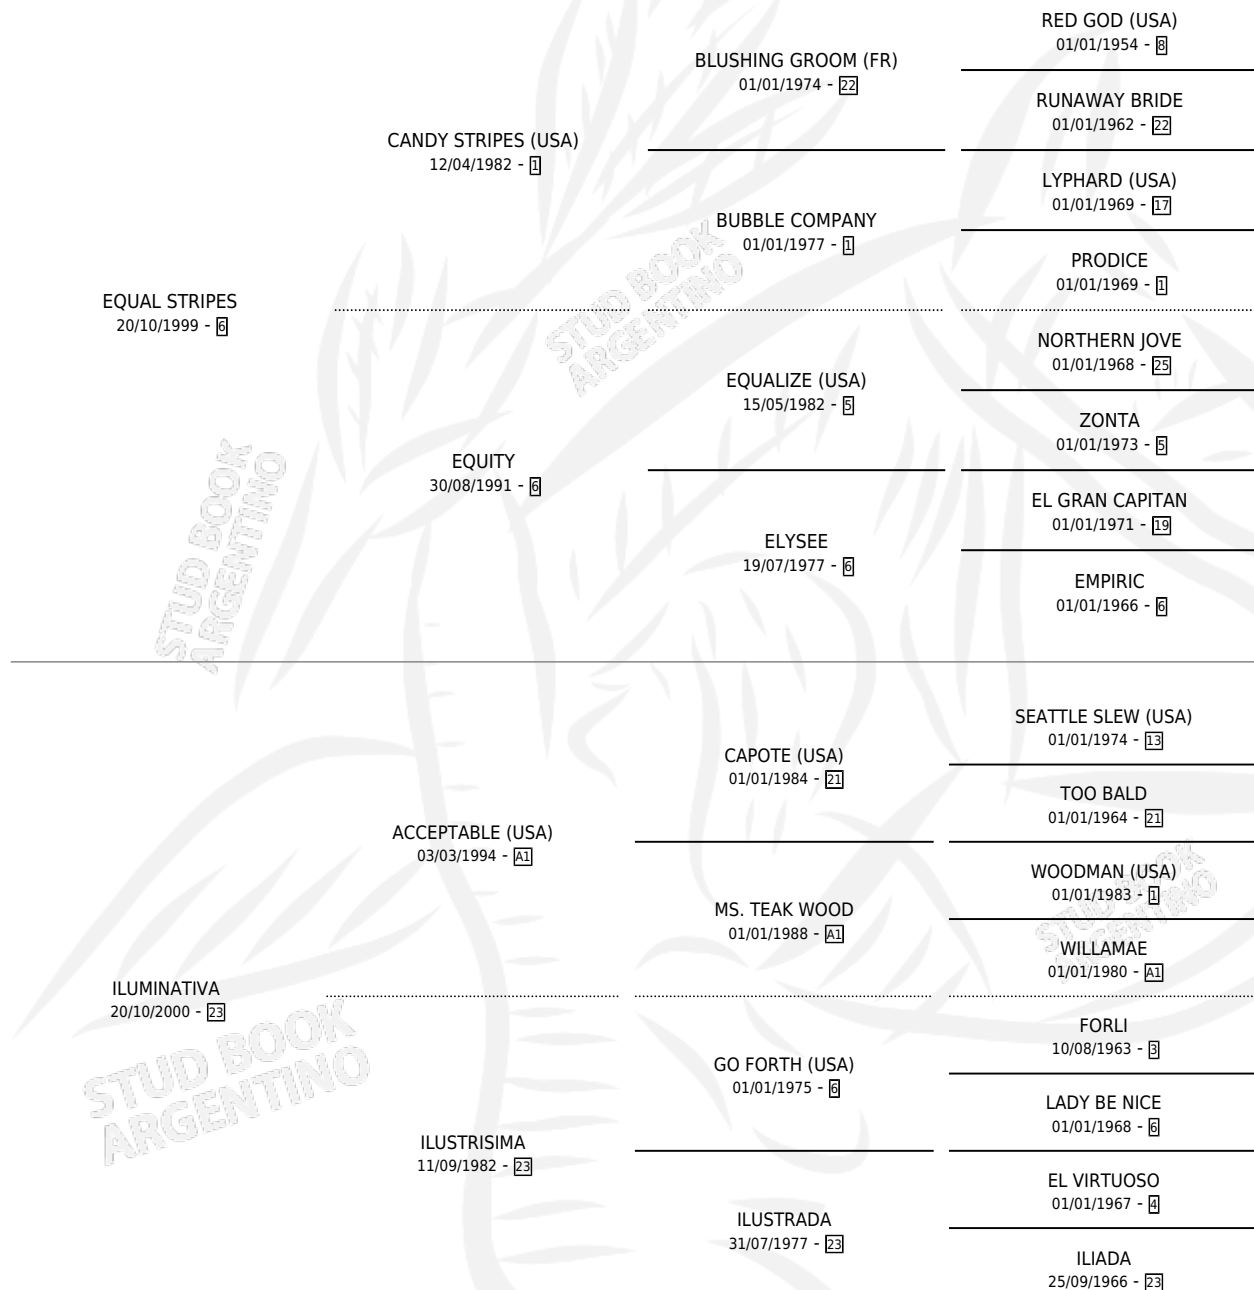 RED GOD (USA)
01/01/1954 - 8
BLUSHING GROOM (FR)
01/01/1974 - 22
RUNAWAY BRIDE
01/01/1962 - 22
CANDY STRIPES (USA)
12/04/1982 - 1
LYPHARD (USA)
01/01/1969 - 17
BUBBLE COMPANY
01/01/1977 - 1
PRODICE
01/01/1969 - 1
STUD BOOK
ARGENTINO
EQUAL STRIPES
20/10/1999 - 6
NORTHERN JOVE
01/01/1968 - 25
EQUALIZE (USA)
15/05/1982 - 5
ZONTA
01/01/1973 - 5
EQUITY
30/08/1991 - 6
EL GRAN CAPITAN
01/01/1971 - 19
ELYSEE
19/07/1977 - 6
EMPIRIC
01/01/1966 - 6
STUD BOOK
ARGENTINO
SEATTLE SLEW (USA)
01/01/1974 - 13
CAPOTE (USA)
01/01/1984 - 21
TOO BALD
01/01/1964 - 21
ACCEPTABLE (USA)
03/03/1994 - A1
WOODMAN (USA)
01/01/1983 - 1
MS. TEAK WOOD
01/01/1988 - A1
WILLAMAE
01/01/1980 - A1
STUD BOOK
ARGENTINO
ILUMINATIVA
20/10/2000 - 23
FORLI
10/08/1963 - 3
GO FORTH (USA)
01/01/1975 - 6
LADY BE NICE
01/01/1968 - 6
STUD BOOK
ARGENTINO
ILUSTRISIMA
11/09/1982 - 23
EL VIRTUOSO
01/01/1967 - 4
ILUSTRADA
31/07/1977 - 23
ILIADA
25/09/1966 - 23